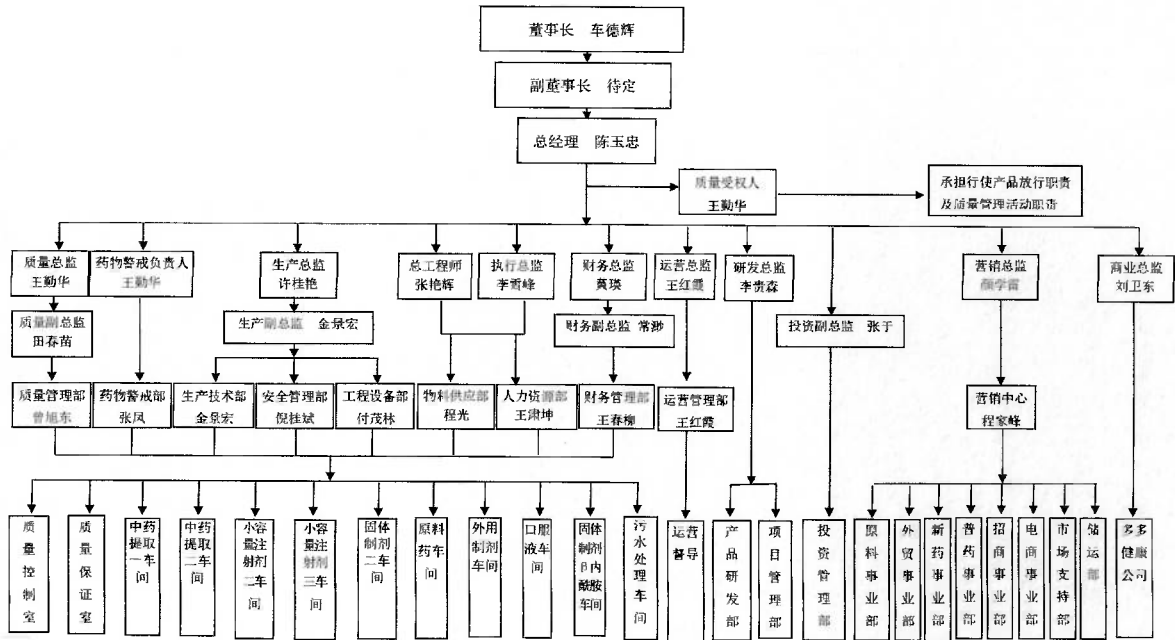 董事长 车德辉
副董事长 待定
总经理 陈玉忠
质量受权人
王勤华
承担行使产品放行职责
及质量管理活动职责
质量总监
王勤华
药物警戒负责人
王勤华
生产总监
许桂艳
总工程师
张艳辉
执行总监
李雪峰
财务总监
莫瑛
运营总监
王红霞
研发总监
李贵森
营销总监
颜学雷
商业总监
刘卫东
质量副总监
田春苗
生产副总监 金景宏
财务副总监 常渺
投资副总监 张于
质量管理部
曾旭东
药物警戒部
张凤
生产技术部
金景宏
安全管理部
倪桂斌
工程设备部
付茂林
物料供应部
程光
人力资源部
王肃坤
财务管理部
王春柳
运营管理部
王红霞
营销中心
程家峰
质量控制室
质量保证室
中药提取一车间
中药提取二车间
小容量注射剂二车间
小容量注射剂三车间
固体制剂二车间
原料药车间
外用制剂车间
口服液车间
固体制剂β内酰胺车间
污水处理车间
运营督导
产品研发部
项目管理部
投资管理部
原料事业部
外贸事业部
新药事业部
普药事业部
招商事业部
电商事业部
市场支持部
储运部
多多健康公司